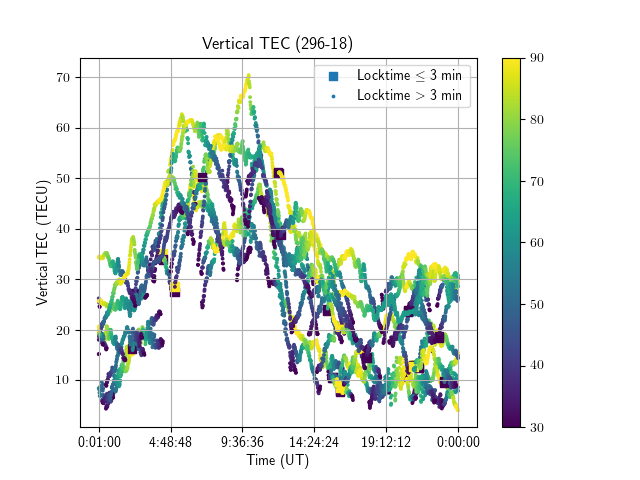 Vertical TEC (296-18)
Locktime ≤ 3 min
Locktime > 3 min
Vertical TEC (TECU)
70
60
50
40
30
20
10
0:01:00 4:48:48 9:36:36 14:24:24 19:12:12 0:00:00
Time (UT)
90
80
70
60
50
40
30